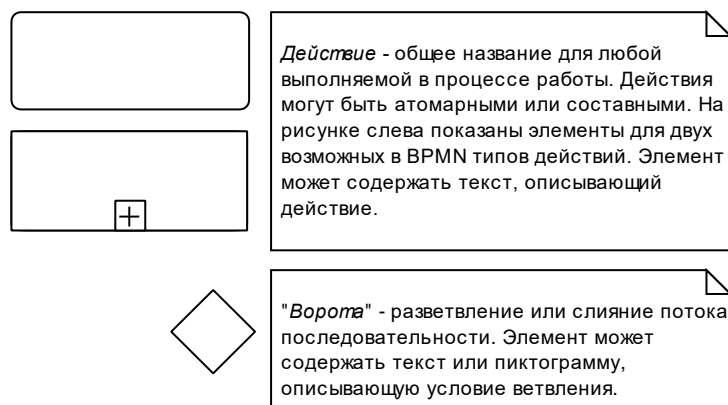 Действие - общее название для любой
выполняемой в процессе работы. Действия
могут быть атомарными или составными. На
рисунке слева показаны элементы для двух
возможных в BPMN типов действий. Элемент
может содержать текст, описывающий
действие.
"Ворота" - разветвление или слияние потока
последовательности. Элемент может
содержать текст или пиктограмму,
описывающую условие ветвления.